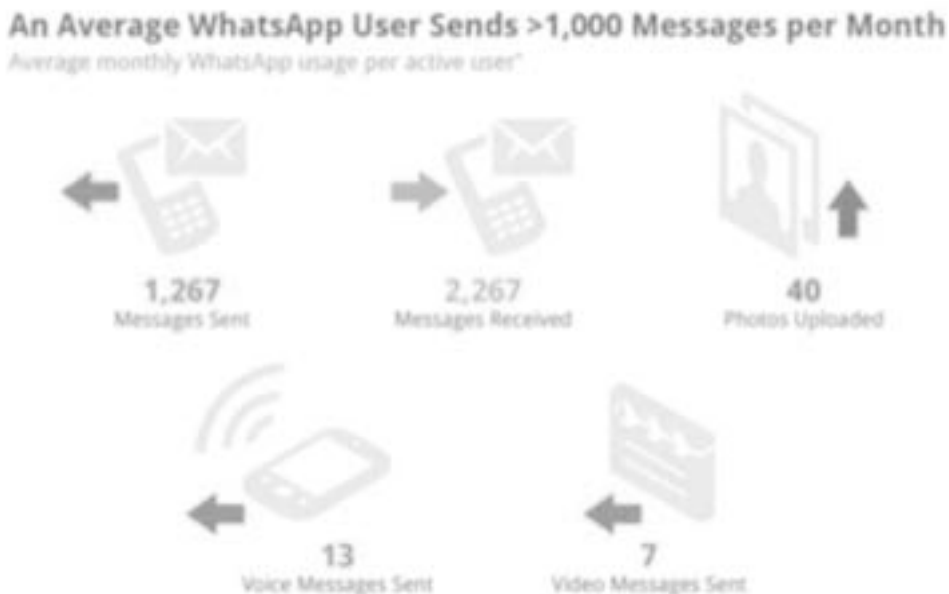 An Average WhatsApp User Sends >1,000 Messages per Month
Average monthly WhatsApp usage per active user*
1,267
Messages Sent
2,267
Messages Received
40
Photos Uploaded
13
Voice Messages Sent
7
Video Messages Sent